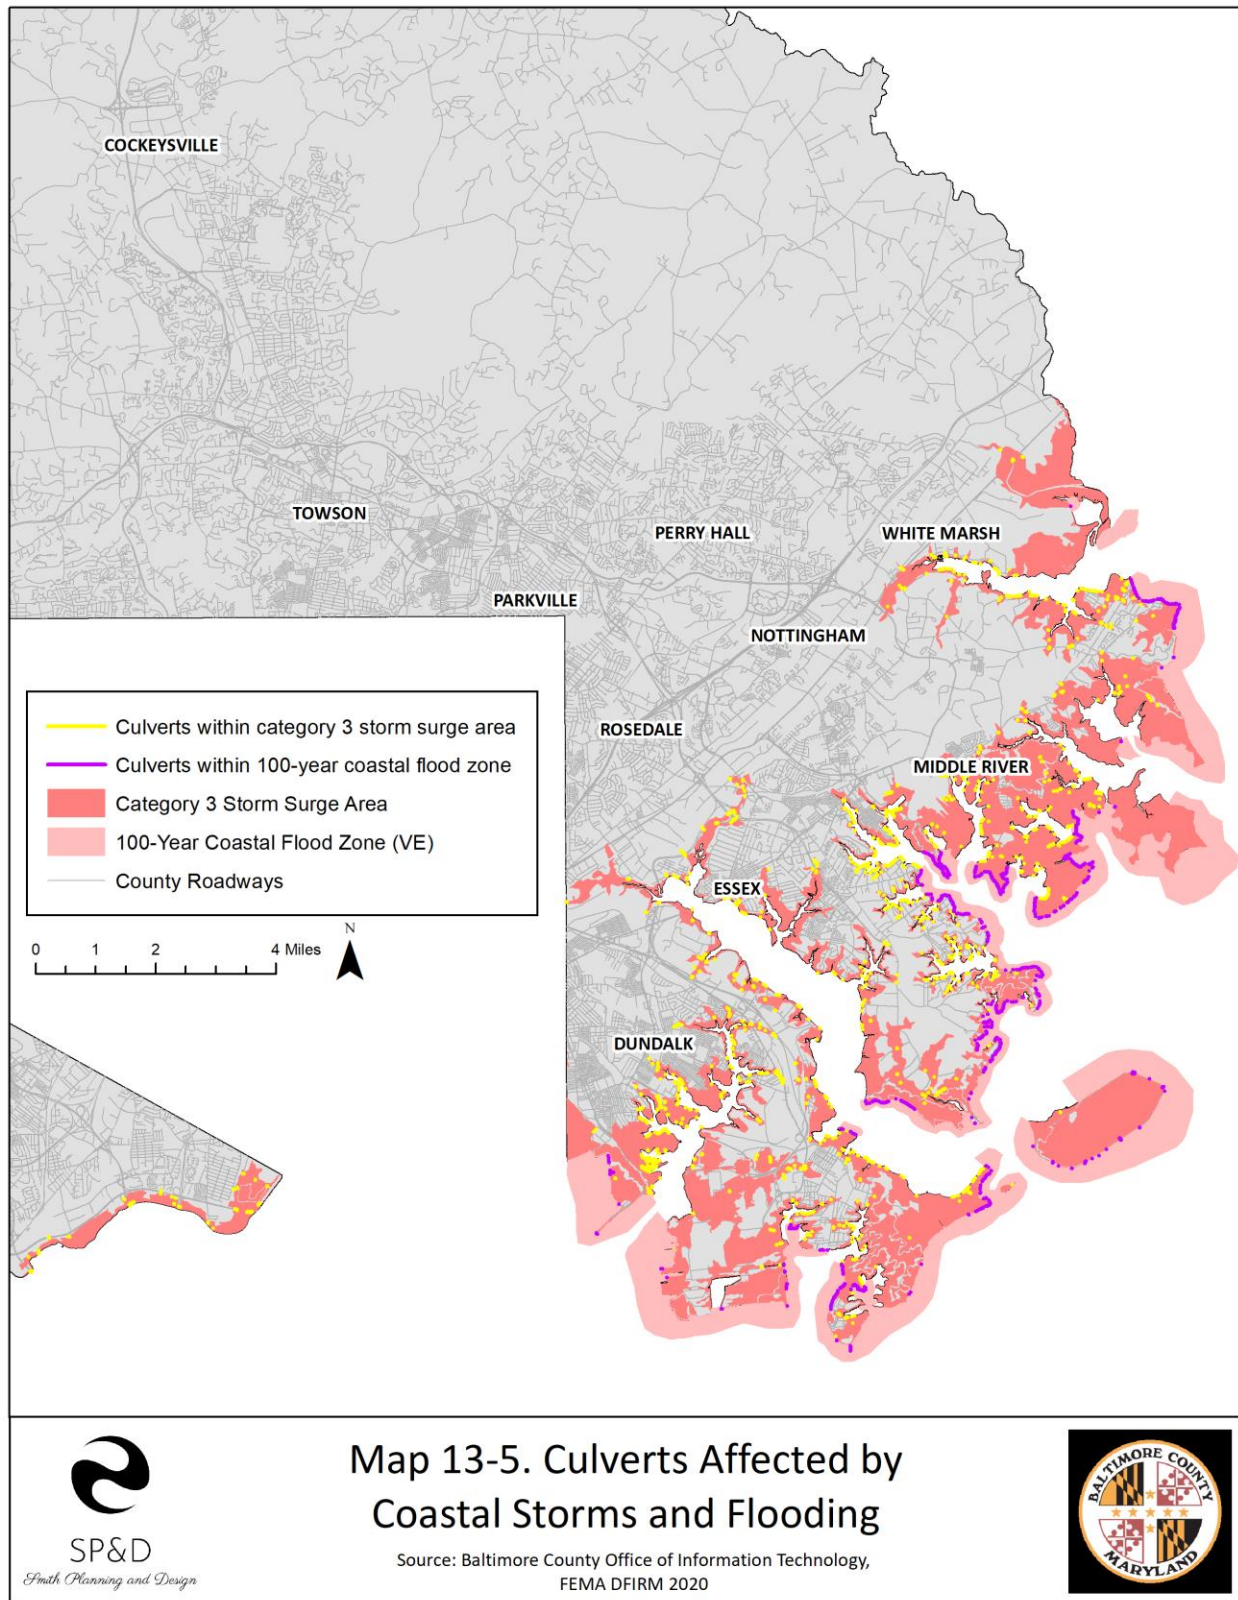 COCKEYSVILLE
TOWSON
PERRY HALL
WHITE MARSH
PARKVILLE
NOTTINGHAM
ROSEDALE
MIDDLE RIVER
ESSEX
DUNDALK
Culverts within category 3 storm surge area
Culverts within 100-year coastal flood zone
Category 3 Storm Surge Area
100-Year Coastal Flood Zone (VE)
County Roadways
N
0 1 2 4 Miles
Map 13-5. Culverts Affected by
Coastal Storms and Flooding
Source: Baltimore County Office of Information Technology,
FEMA DFIRM 2020
SP&D
Smith Planning and Design
BALTIMORE COUNTY
MARYLAND